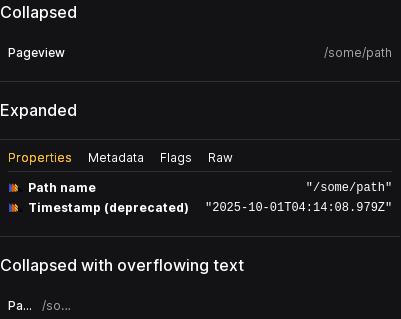 Collapsed
Pageview /some/path
Expanded
Properties Metadata Flags Raw
Path name "/some/path"
Timestamp (deprecated) "2025-10-01T04:14:08.979Z"
Collapsed with overflowing text
Pa... /so...